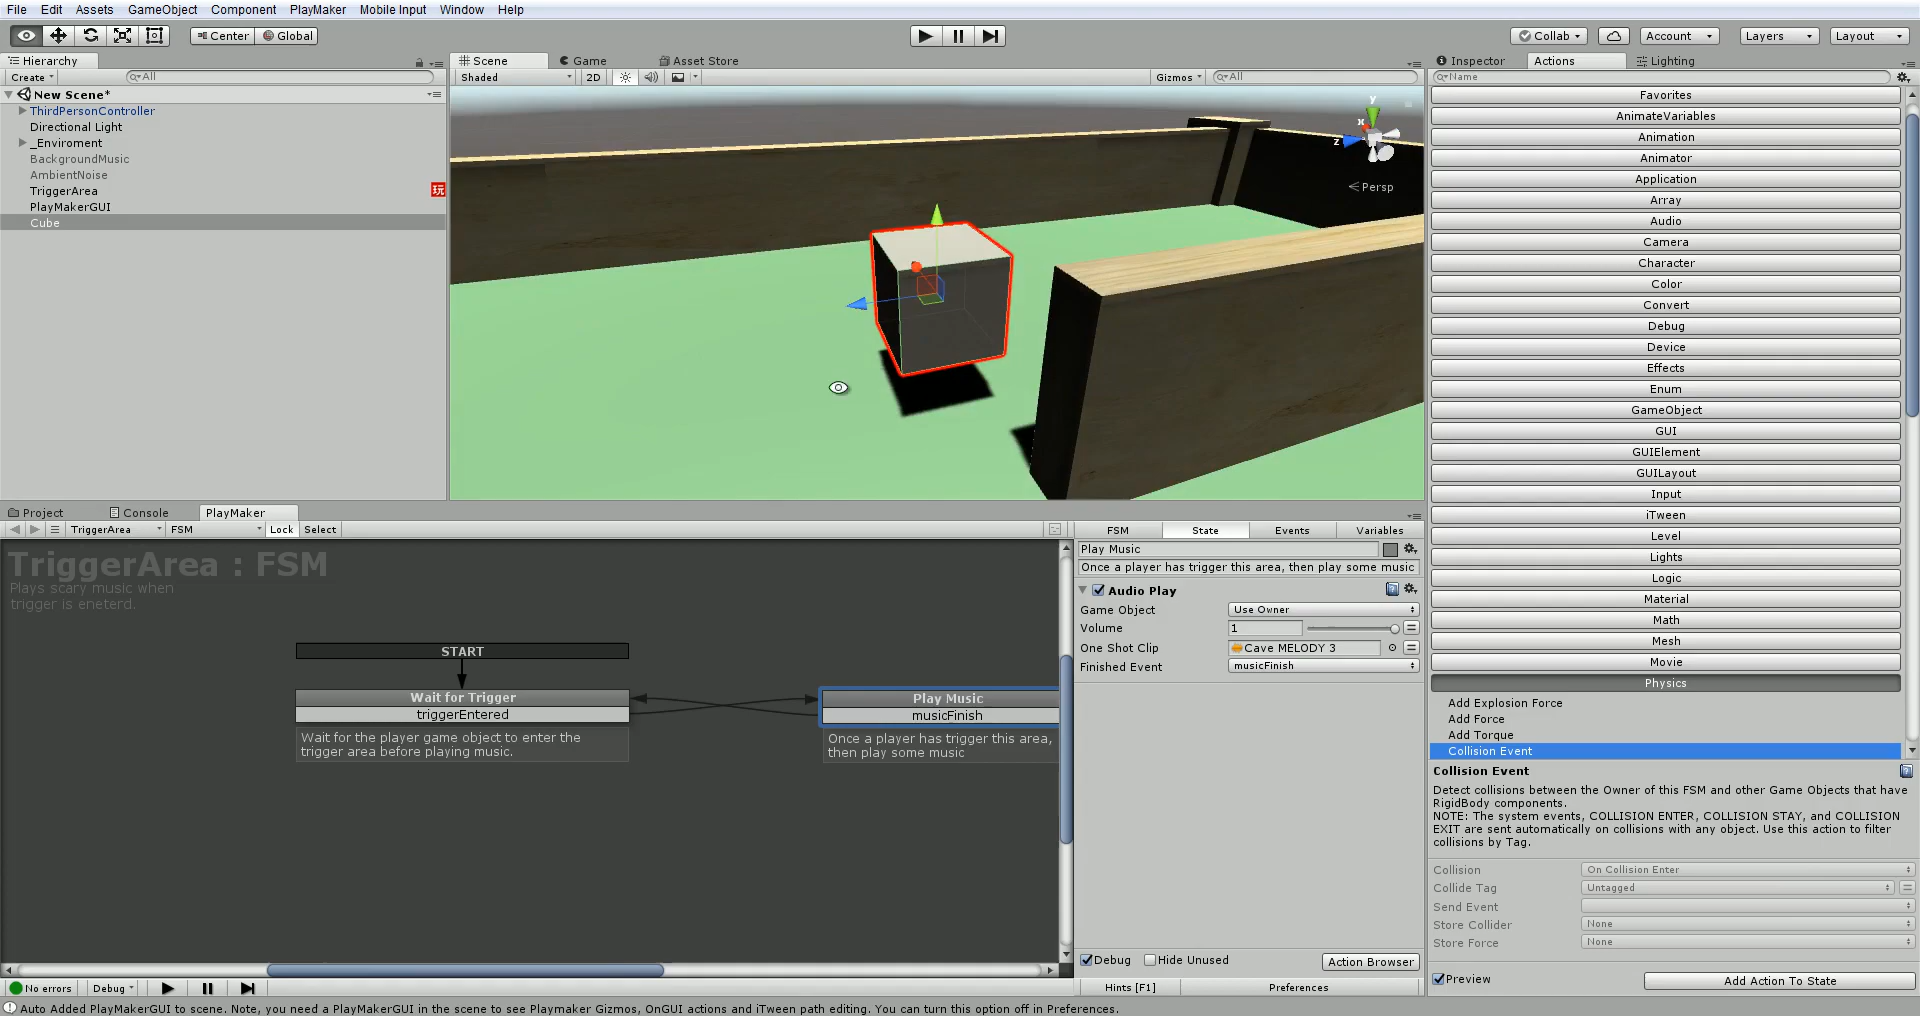 File Edit Assets GameObject Component PlayMaker Mobile Input Window Help
Center Global Collab Account Layers Layout
Hierarchy
Create All
New Scene*
ThirdPersonController
Directional Light
_Enviroment
BackgroundMusic
AmbientNoise
TriggerArea 玩
PlayMakerGUI
Cube
Scene Game Asset Store
Shaded 2D Gizmos All
y
x
z
Persp
Inspector Actions Lighting
Name
Favorites
AnimateVariables
Animation
Animator
Application
Array
Audio
Camera
Character
Color
Convert
Debug
Device
Effects
Enum
GameObject
GUI
GUIElement
GUILayout
Input
iTween
Level
Lights
Logic
Material
Math
Mesh
Movie
Physics
Add Explosion Force
Add Force
Add Torque
Collision Event
Collision Event
Detect collisions between the Owner of this FSM and other Game Objects that have
RigidBody components.
NOTE: The system events, COLLISION ENTER, COLLISION STAY, and COLLISION
EXIT are sent automatically on collisions with any object. Use this action to filter
collisions by Tag.
Collision On Collision Enter
Collide Tag Untagged
Send Event
Store Collider None
Store Force None
Preview Add Action To State
Project Console PlayMaker
TriggerArea FSM Lock Select
TriggerArea : FSM
Plays scary music when
trigger is eneterd.
START
Wait for Trigger
triggerEntered
Wait for the player game object to enter the
trigger area before playing music.
Play Music
musicFinish
Once a player has trigger this area,
then play some music
FSM State Events Variables
Play Music
Once a player has trigger this area, then play some music
Audio Play
Game Object Use Owner
Volume 1
One Shot Clip Cave MELODY 3
Finished Event musicFinish
Debug Hide Unused Action Browser
Hints [F1] Preferences
No errors Debug
Auto Added PlayMakerGUI to scene. Note, you need a PlayMakerGUI in the scene to see Playmaker Gizmos, OnGUI actions and iTween path editing. You can turn this option off in Preferences.